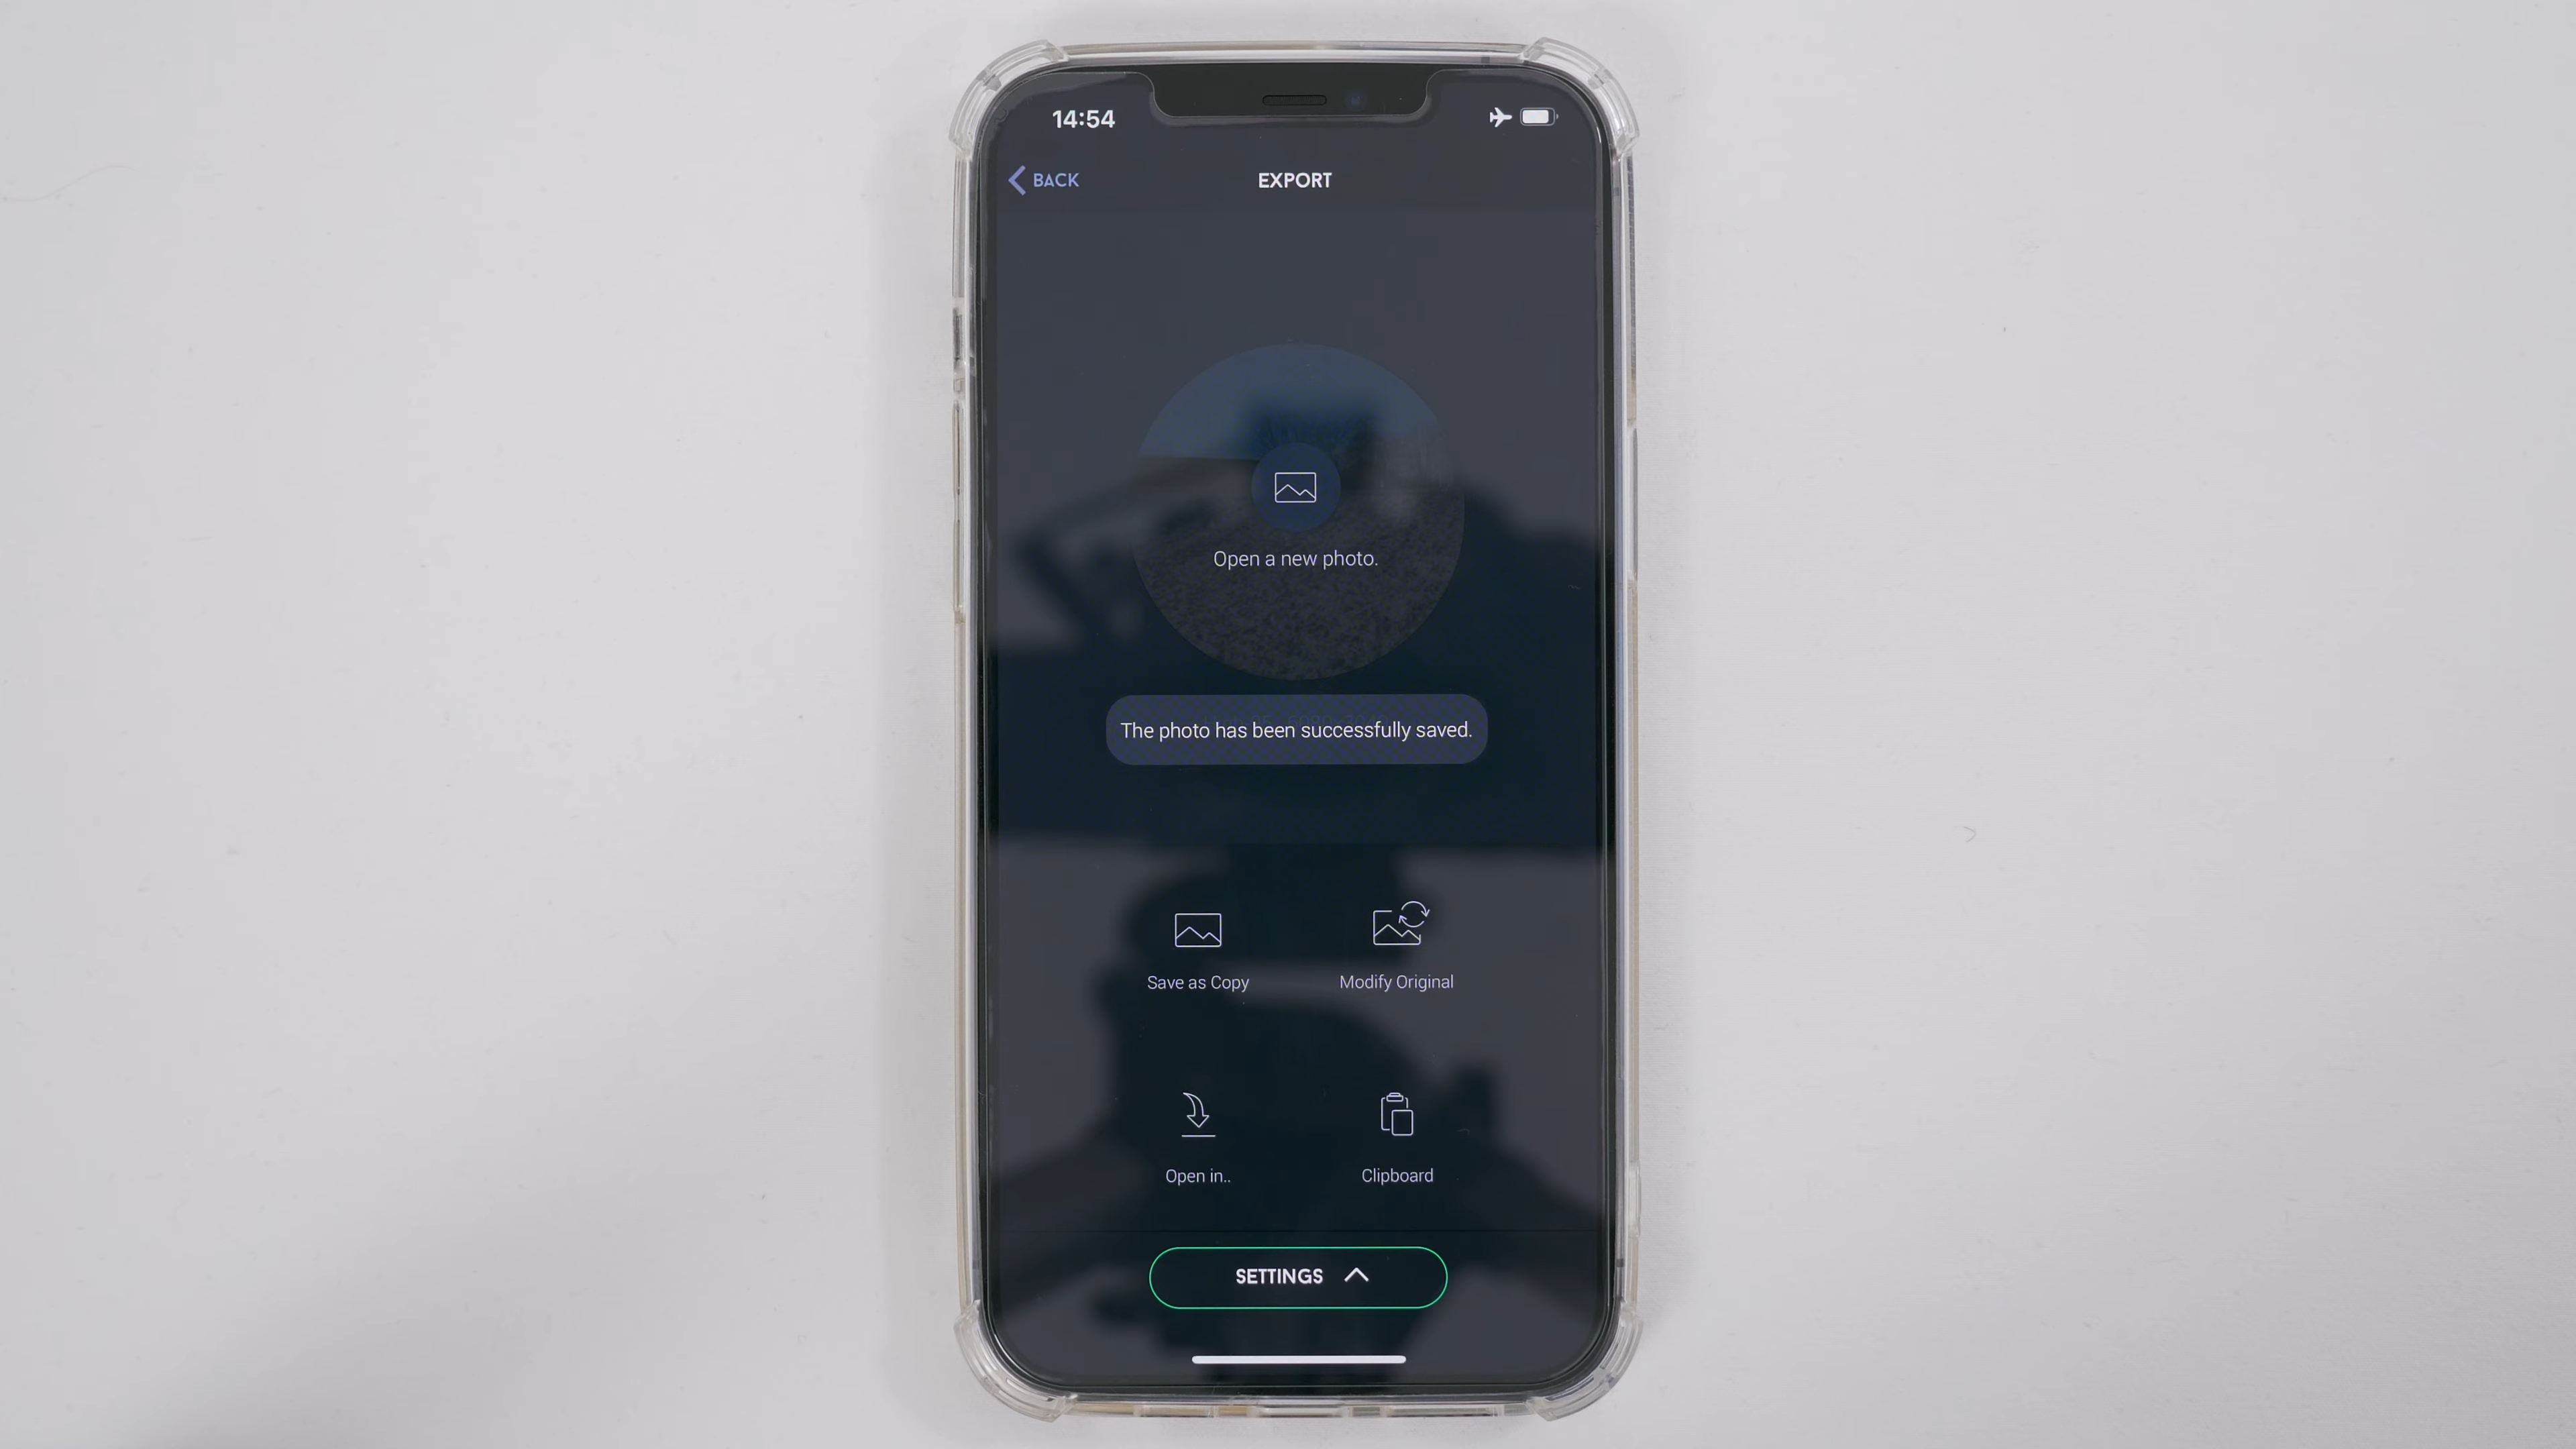 14:54
BACK
EXPORT
Open a new photo.
The photo has been successfully saved.
Save as Copy
Modify Original
Open in..
Clipboard
SETTINGS